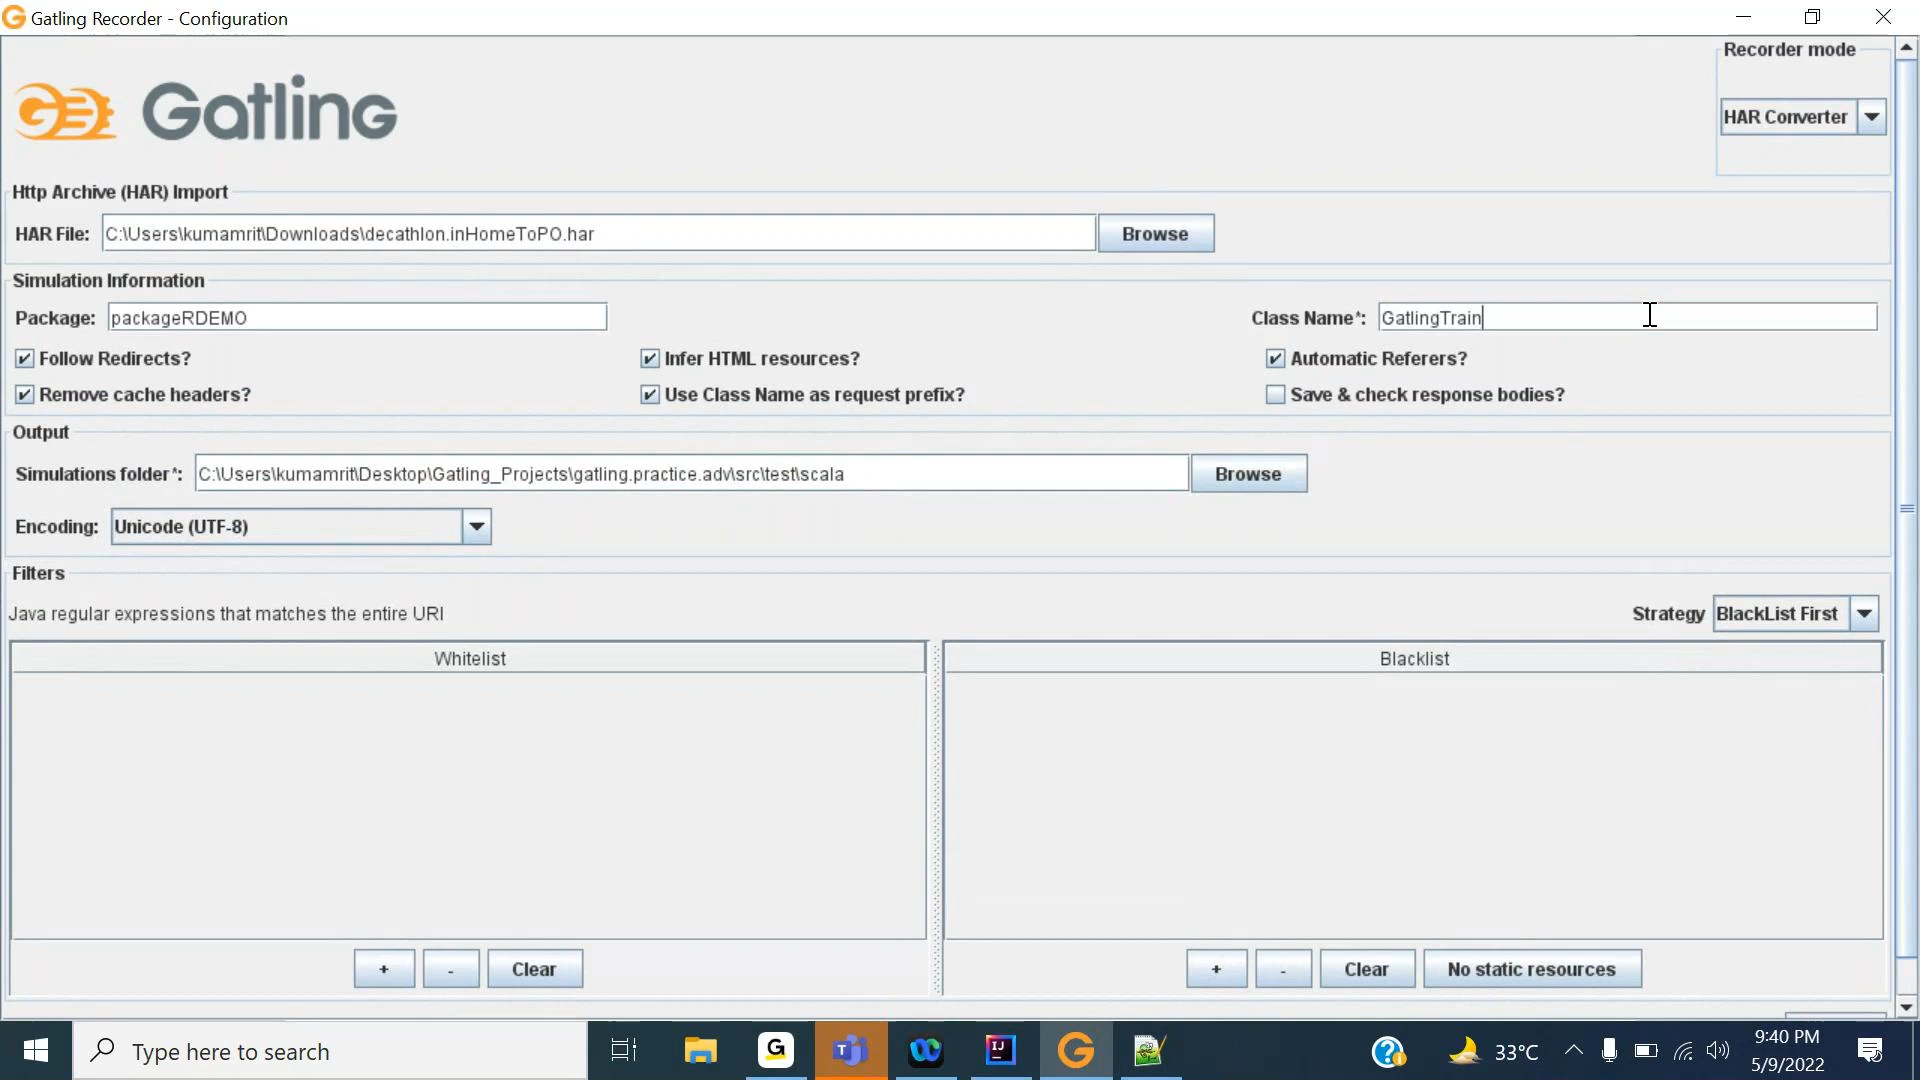 Gatling Recorder - Configuration
Recorder mode
Gatling
HAR Converter
Http Archive (HAR) Import
HAR File: C:\Users\kumamrit\Downloads\decathlon.inHomeToPO.har Browse
Simulation Information
Package: packageRDEMO Class Name*: GatlingTrain
Follow Redirects? Infer HTML resources? Automatic Referers?
Remove cache headers? Use Class Name as request prefix? Save & check response bodies?
Output
Simulations folder*: C:\Users\kumamrit\Desktop\Gatling_Projects\gatling.practice.adv\src\test\scala Browse
Encoding: Unicode (UTF-8)
Filters
Java regular expressions that matches the entire URI Strategy BlackList First
Whitelist Blacklist
+ - Clear + - Clear No static resources
Type here to search 33°C 9:40 PM
5/9/2022